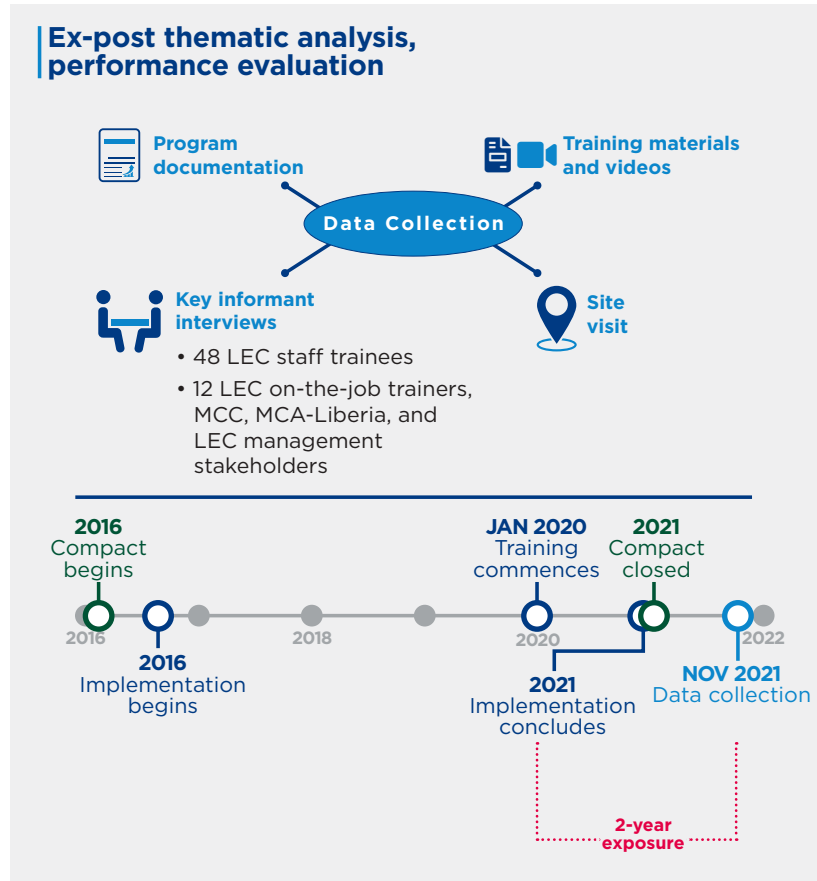 Ex-post thematic analysis,
performance evaluation
Program
documentation
Training materials
and videos
Data Collection
Key informant
interviews
• 48 LEC staff trainees
• 12 LEC on-the-job trainers,
MCC, MCA-Liberia, and
LEC management
stakeholders
Site
visit
2016
Compact
begins
JAN 2020
Training
commences
2021
Compact
closed
2016
2018
2020
2022
2016
Implementation
begins
2021
Implementation
concludes
NOV 2021
Data collection
2-year
exposure